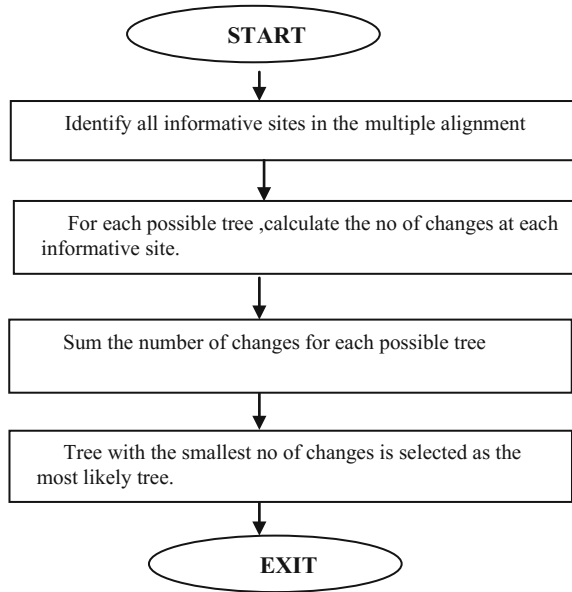 START
Identify all informative sites in the multiple alignment
For each possible tree ,calculate the no of changes at each
informative site.
Sum the number of changes for each possible tree
Tree with the smallest no of changes is selected as the
most likely tree.
EXIT